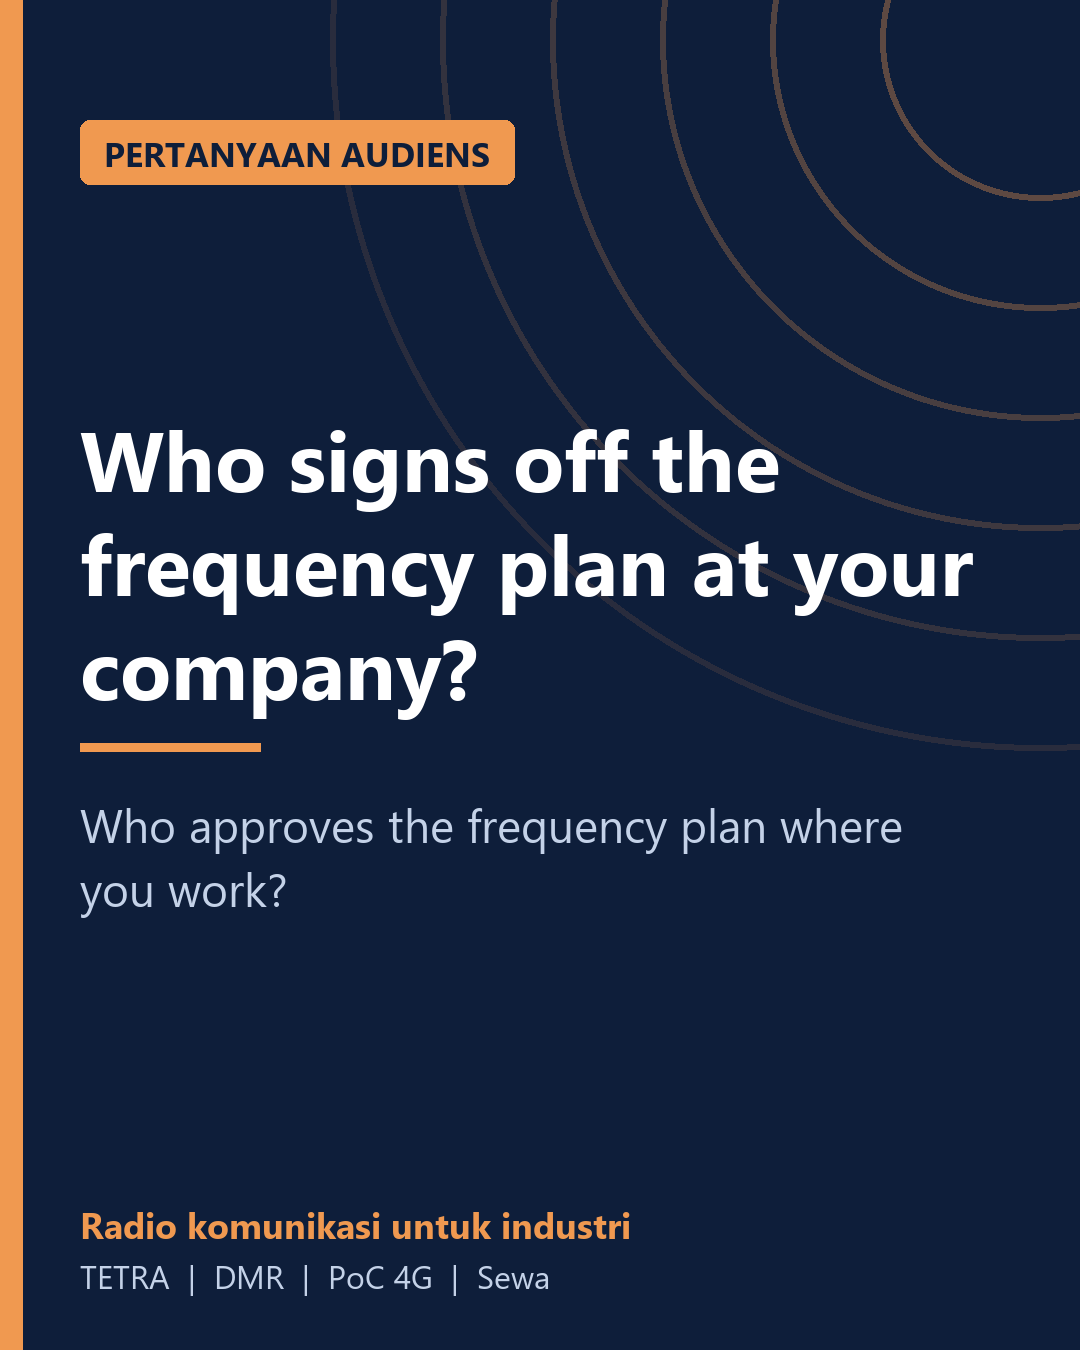 PERTANYAAN AUDIENS
Who signs off the
frequency plan at your
company?
Who approves the frequency plan where
you work?
Radio komunikasi untuk industri
TETRA | DMR | PoC 4G | Sewa